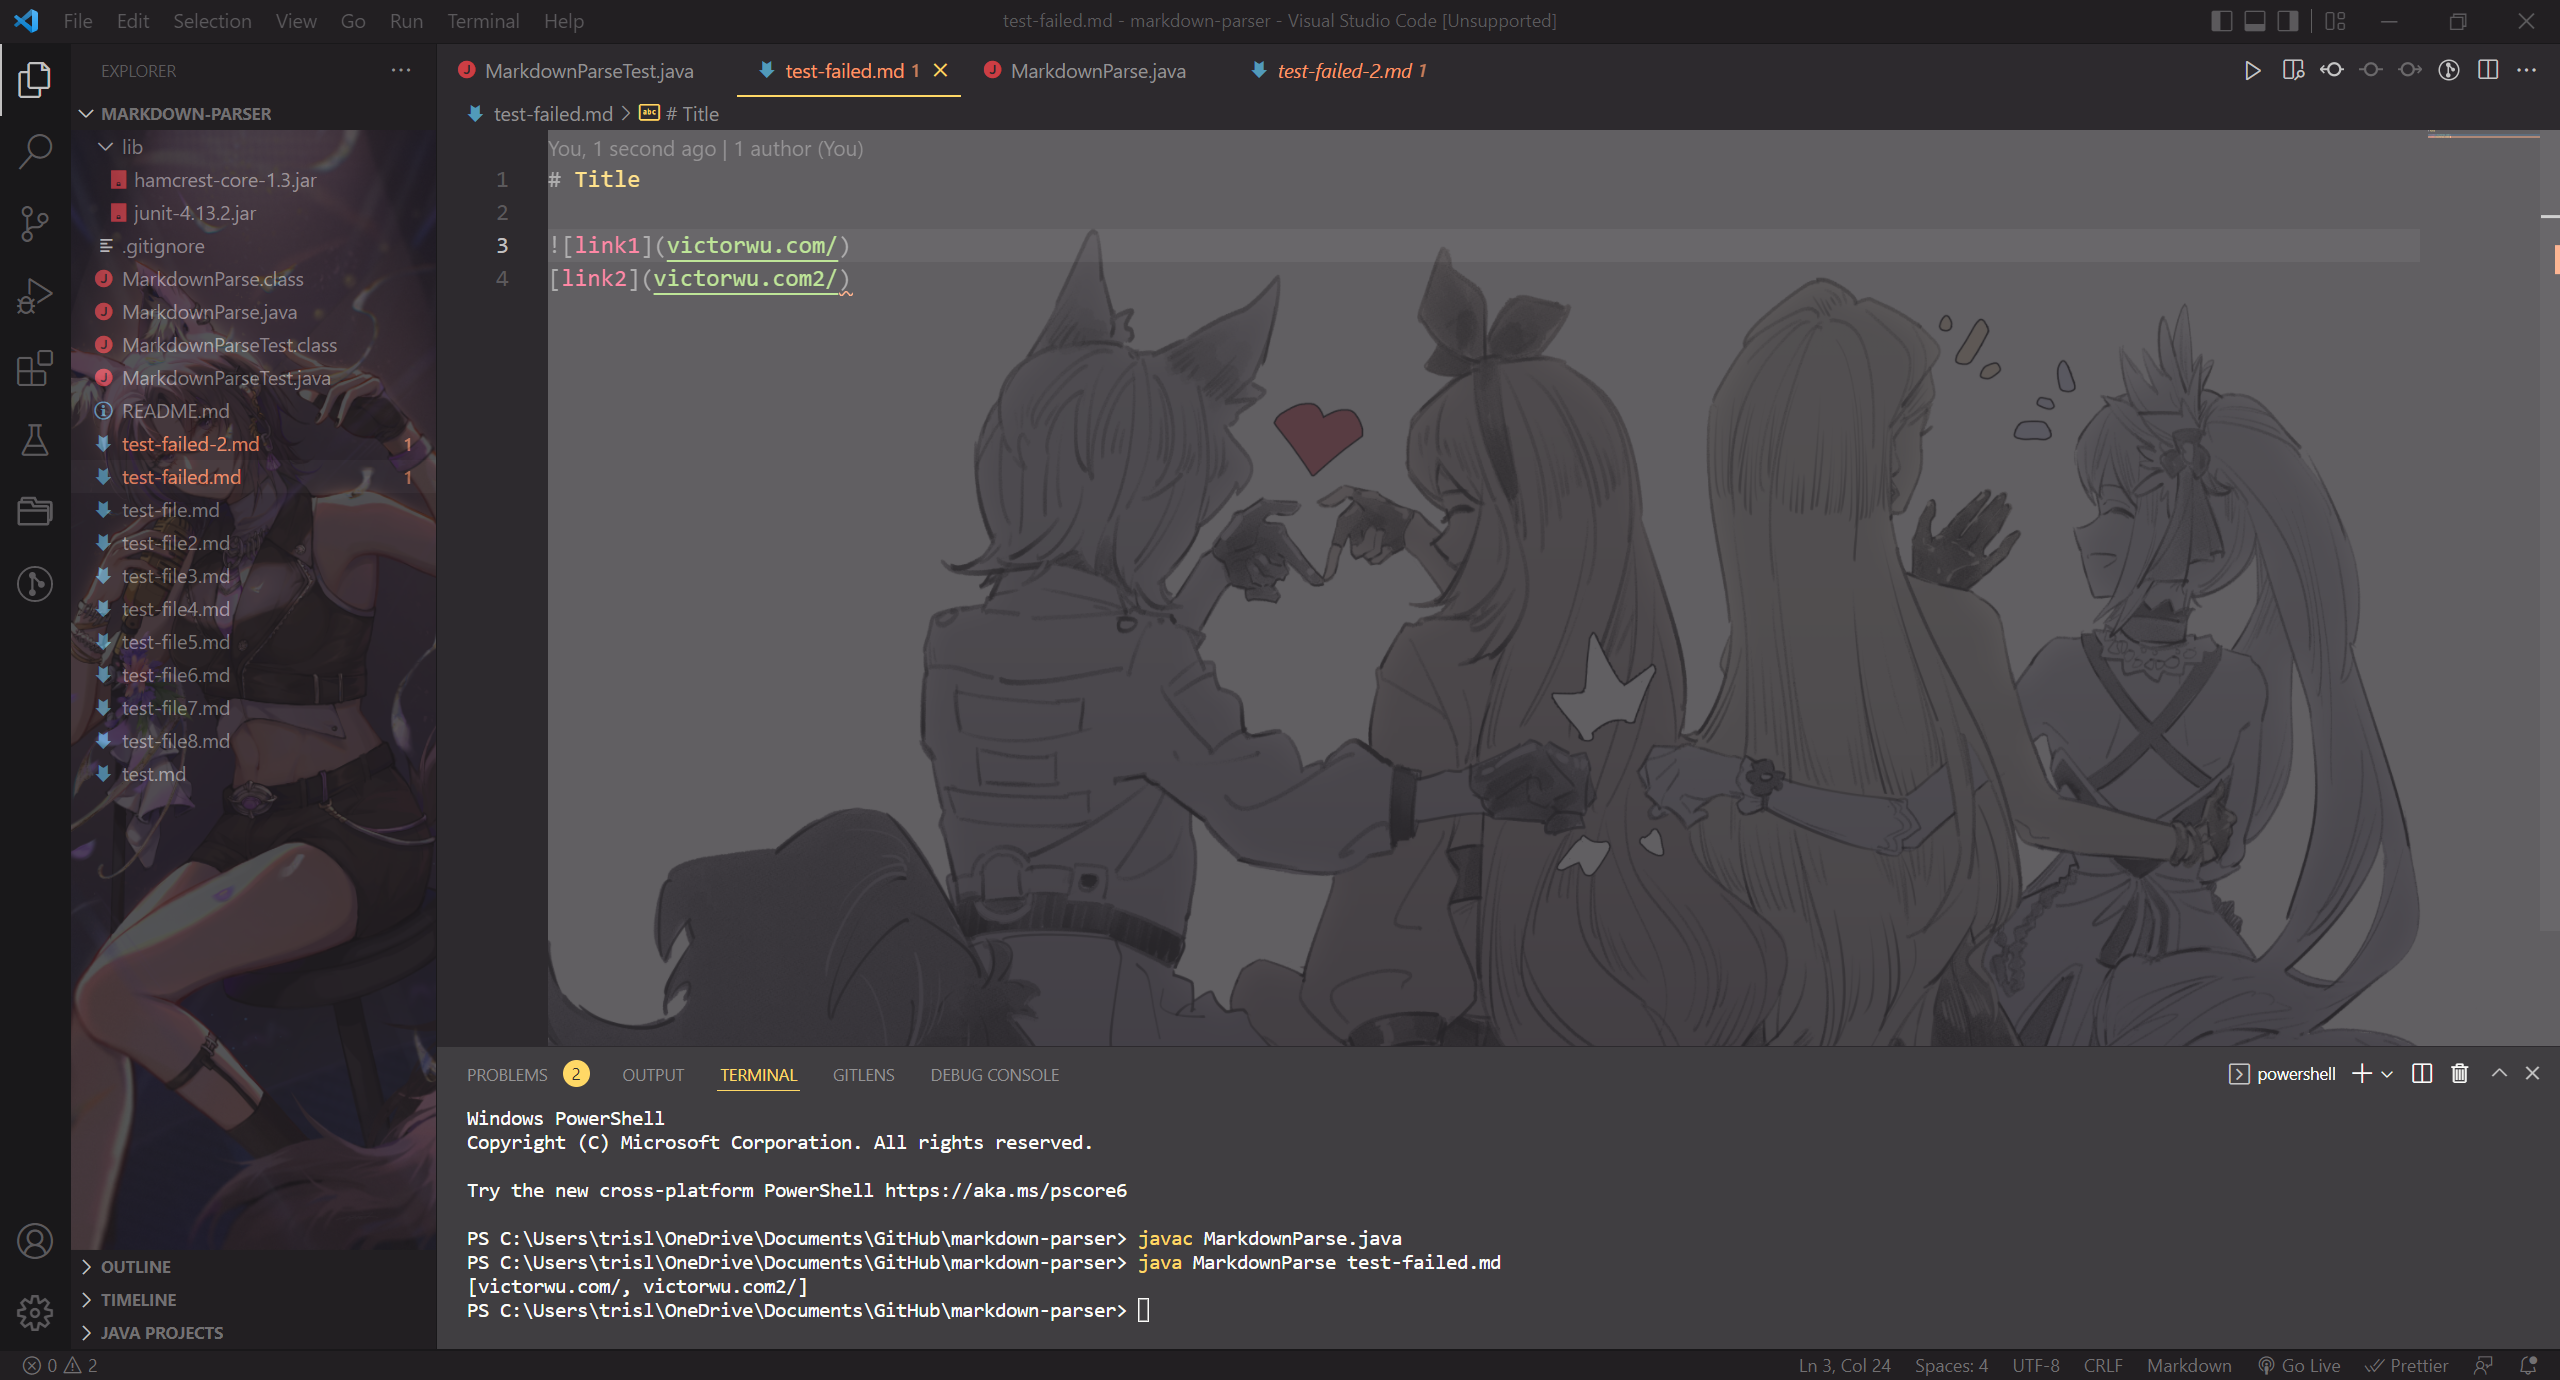 File Edit Selection View Go Run Terminal Help
test-failed.md - markdown-parser - Visual Studio Code [Unsupported]
EXPLORER
MARKDOWN-PARSER
lib
hamcrest-core-1.3.jar
junit-4.13.2.jar
.gitignore
MarkdownParse.class
MarkdownParse.java
MarkdownParseTest.class
MarkdownParseTest.java
README.md
test-failed-2.md 1
test-failed.md 1
test-file.md
test-file2.md
test-file3.md
test-file4.md
test-file5.md
test-file6.md
test-file7.md
test-file8.md
test.md
OUTLINE
TIMELINE
JAVA PROJECTS
MarkdownParseTest.java test-failed.md 1 MarkdownParse.java test-failed-2.md 1
test-failed.md > abc # Title
You, 1 second ago | 1 author (You)
1 # Title
2
3 ![link1](victorwu.com/)
4 [link2](victorwu.com2/)
PROBLEMS 2 OUTPUT TERMINAL GITLENS DEBUG CONSOLE
powershell
Windows PowerShell
Copyright (C) Microsoft Corporation. All rights reserved.
Try the new cross-platform PowerShell https://aka.ms/pscore6
PS C:\Users\trisl\OneDrive\Documents\GitHub\markdown-parser> javac MarkdownParse.java
PS C:\Users\trisl\OneDrive\Documents\GitHub\markdown-parser> java MarkdownParse test-failed.md
[victorwu.com/, victorwu.com2/]
PS C:\Users\trisl\OneDrive\Documents\GitHub\markdown-parser>
0 2
Ln 3, Col 24 Spaces: 4 UTF-8 CRLF Markdown Go Live Prettier